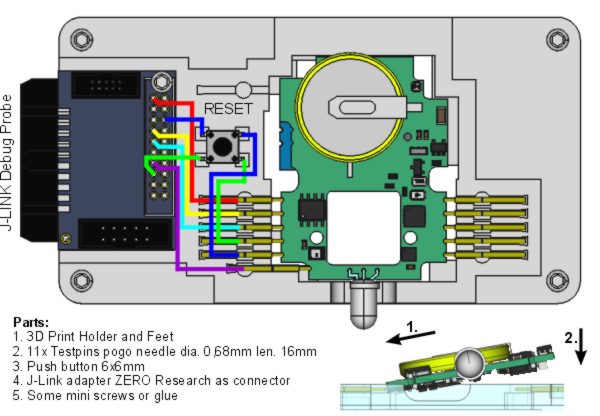 J-LINK Debug Probe
RESET
Parts:
1. 3D Print Holder and Feet
2. 11x Testpins pogo needle dia. 0,68mm len. 16mm
3. Push button 6x6mm
4. J-Link adapter ZERO Research as connector
5. Some mini screws or glue
1.
2.